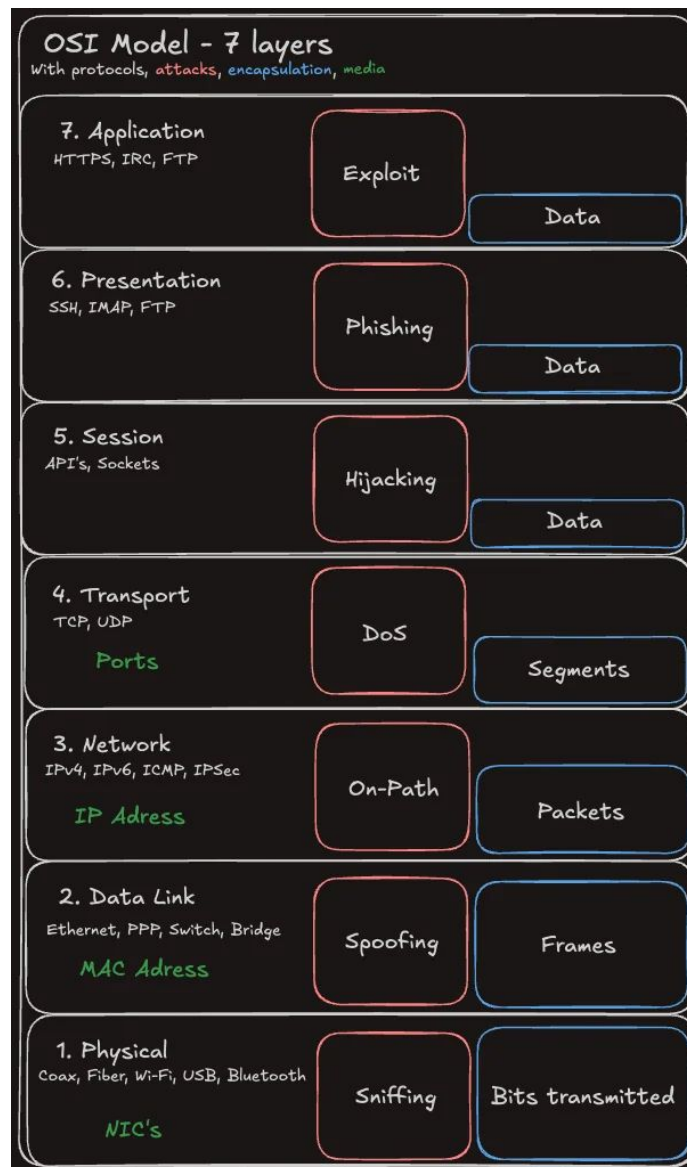 OSI Model - 7 layers
With protocols, attacks, encapsulation, media
7. Application
HTTPS, IRC, FTP
Exploit
Data
6. Presentation
SSH, IMAP, FTP
Phishing
Data
5. Session
API's, Sockets
Hijacking
Data
4. Transport
TCP, UDP
Ports
DoS
Segments
3. Network
IPv4, IPv6, ICMP, IPSec
IP Adress
On-Path
Packets
2. Data Link
Ethernet, PPP, Switch, Bridge
MAC Adress
Spoofing
Frames
1. Physical
Coax, Fiber, Wi-Fi, USB, Bluetooth
NIC's
Sniffing
Bits transmitted